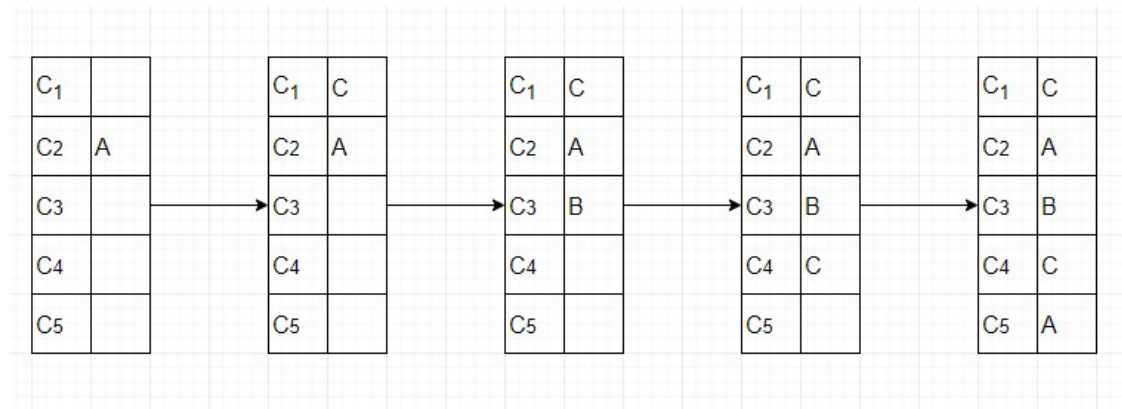 C1 C1 C C1 C C1 C C1 C
C2 A C2 A C2 A C2 A C2 A
C3 C3 C3 B C3 B C3 B
C4 C4 C4 C4 C C4 C
C5 C5 C5 C5 C5 A